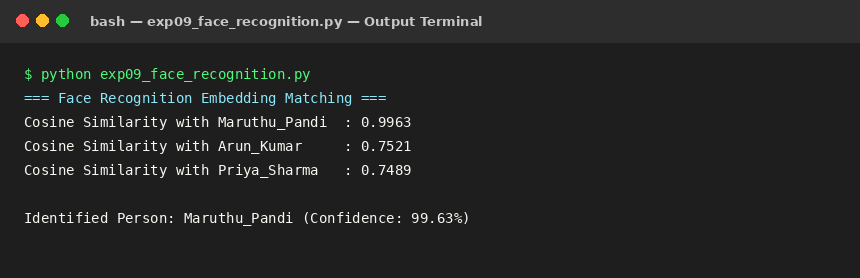 bash — exp09_face_recognition.py — Output Terminal
$ python exp09_face_recognition.py
=== Face Recognition Embedding Matching ===
Cosine Similarity with Maruthu_Pandi  : 0.9963
Cosine Similarity with Arun_Kumar     : 0.7521
Cosine Similarity with Priya_Sharma   : 0.7489
Identified Person: Maruthu_Pandi (Confidence: 99.63%)